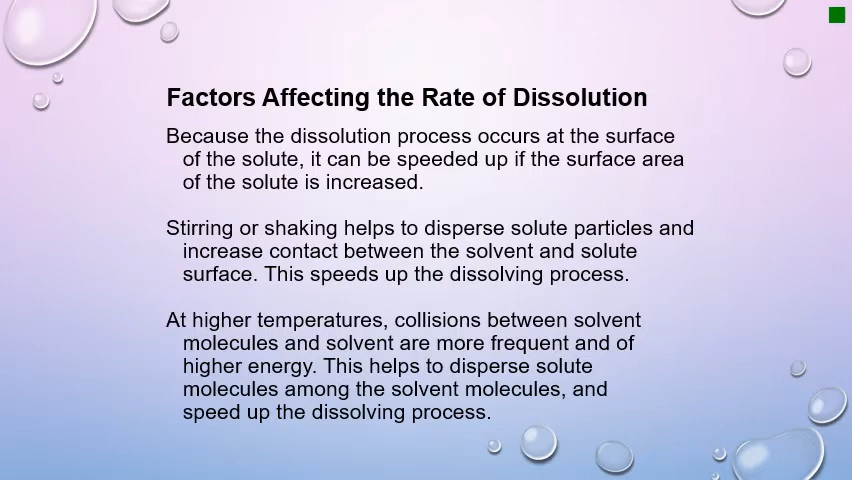 Factors Affecting the Rate of Dissolution
Because the dissolution process occurs at the surface
of the solute, it can be speeded up if the surface area
of the solute is increased.
Stirring or shaking helps to disperse solute particles and
increase contact between the solvent and solute
surface. This speeds up the dissolving process.
At higher temperatures, collisions between solvent
molecules and solvent are more frequent and of
higher energy. This helps to disperse solute
molecules among the solvent molecules, and
speed up the dissolving process.